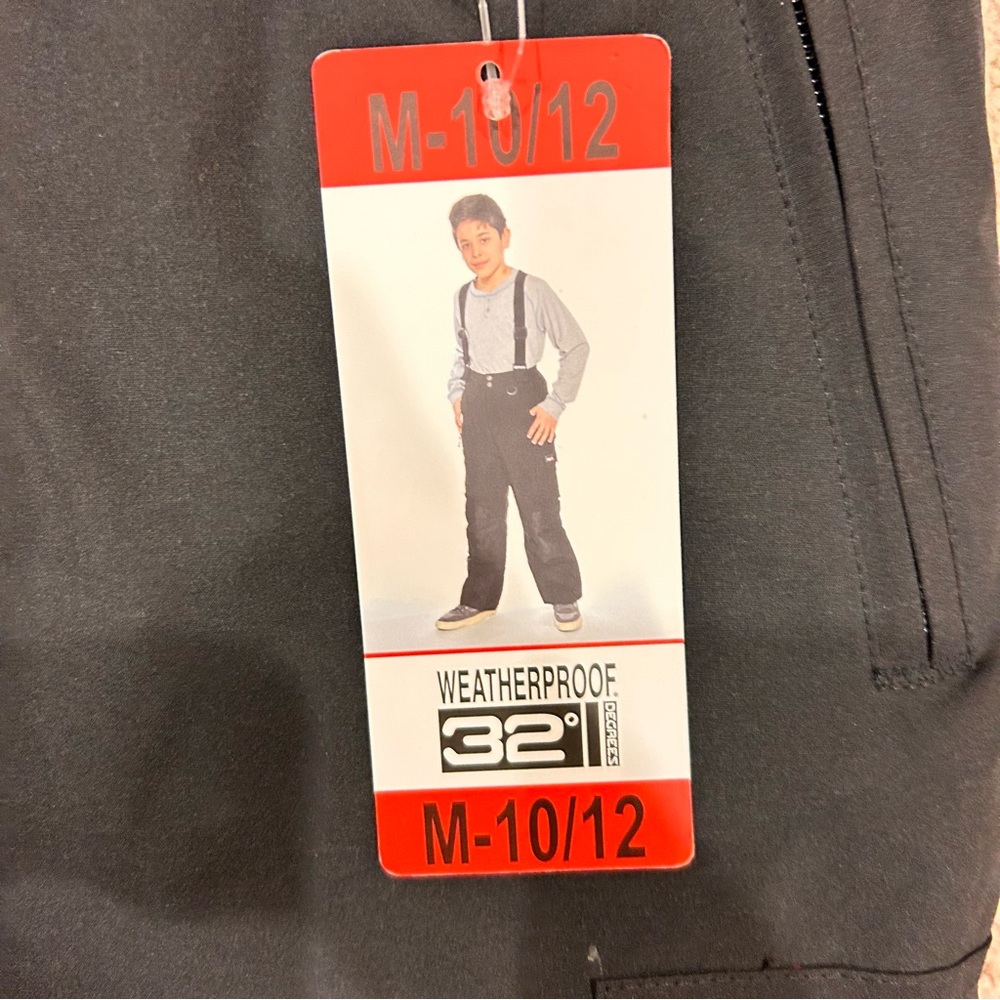 M-10/12
WEATHERPROOF®
32° DEGREES
M-10/12